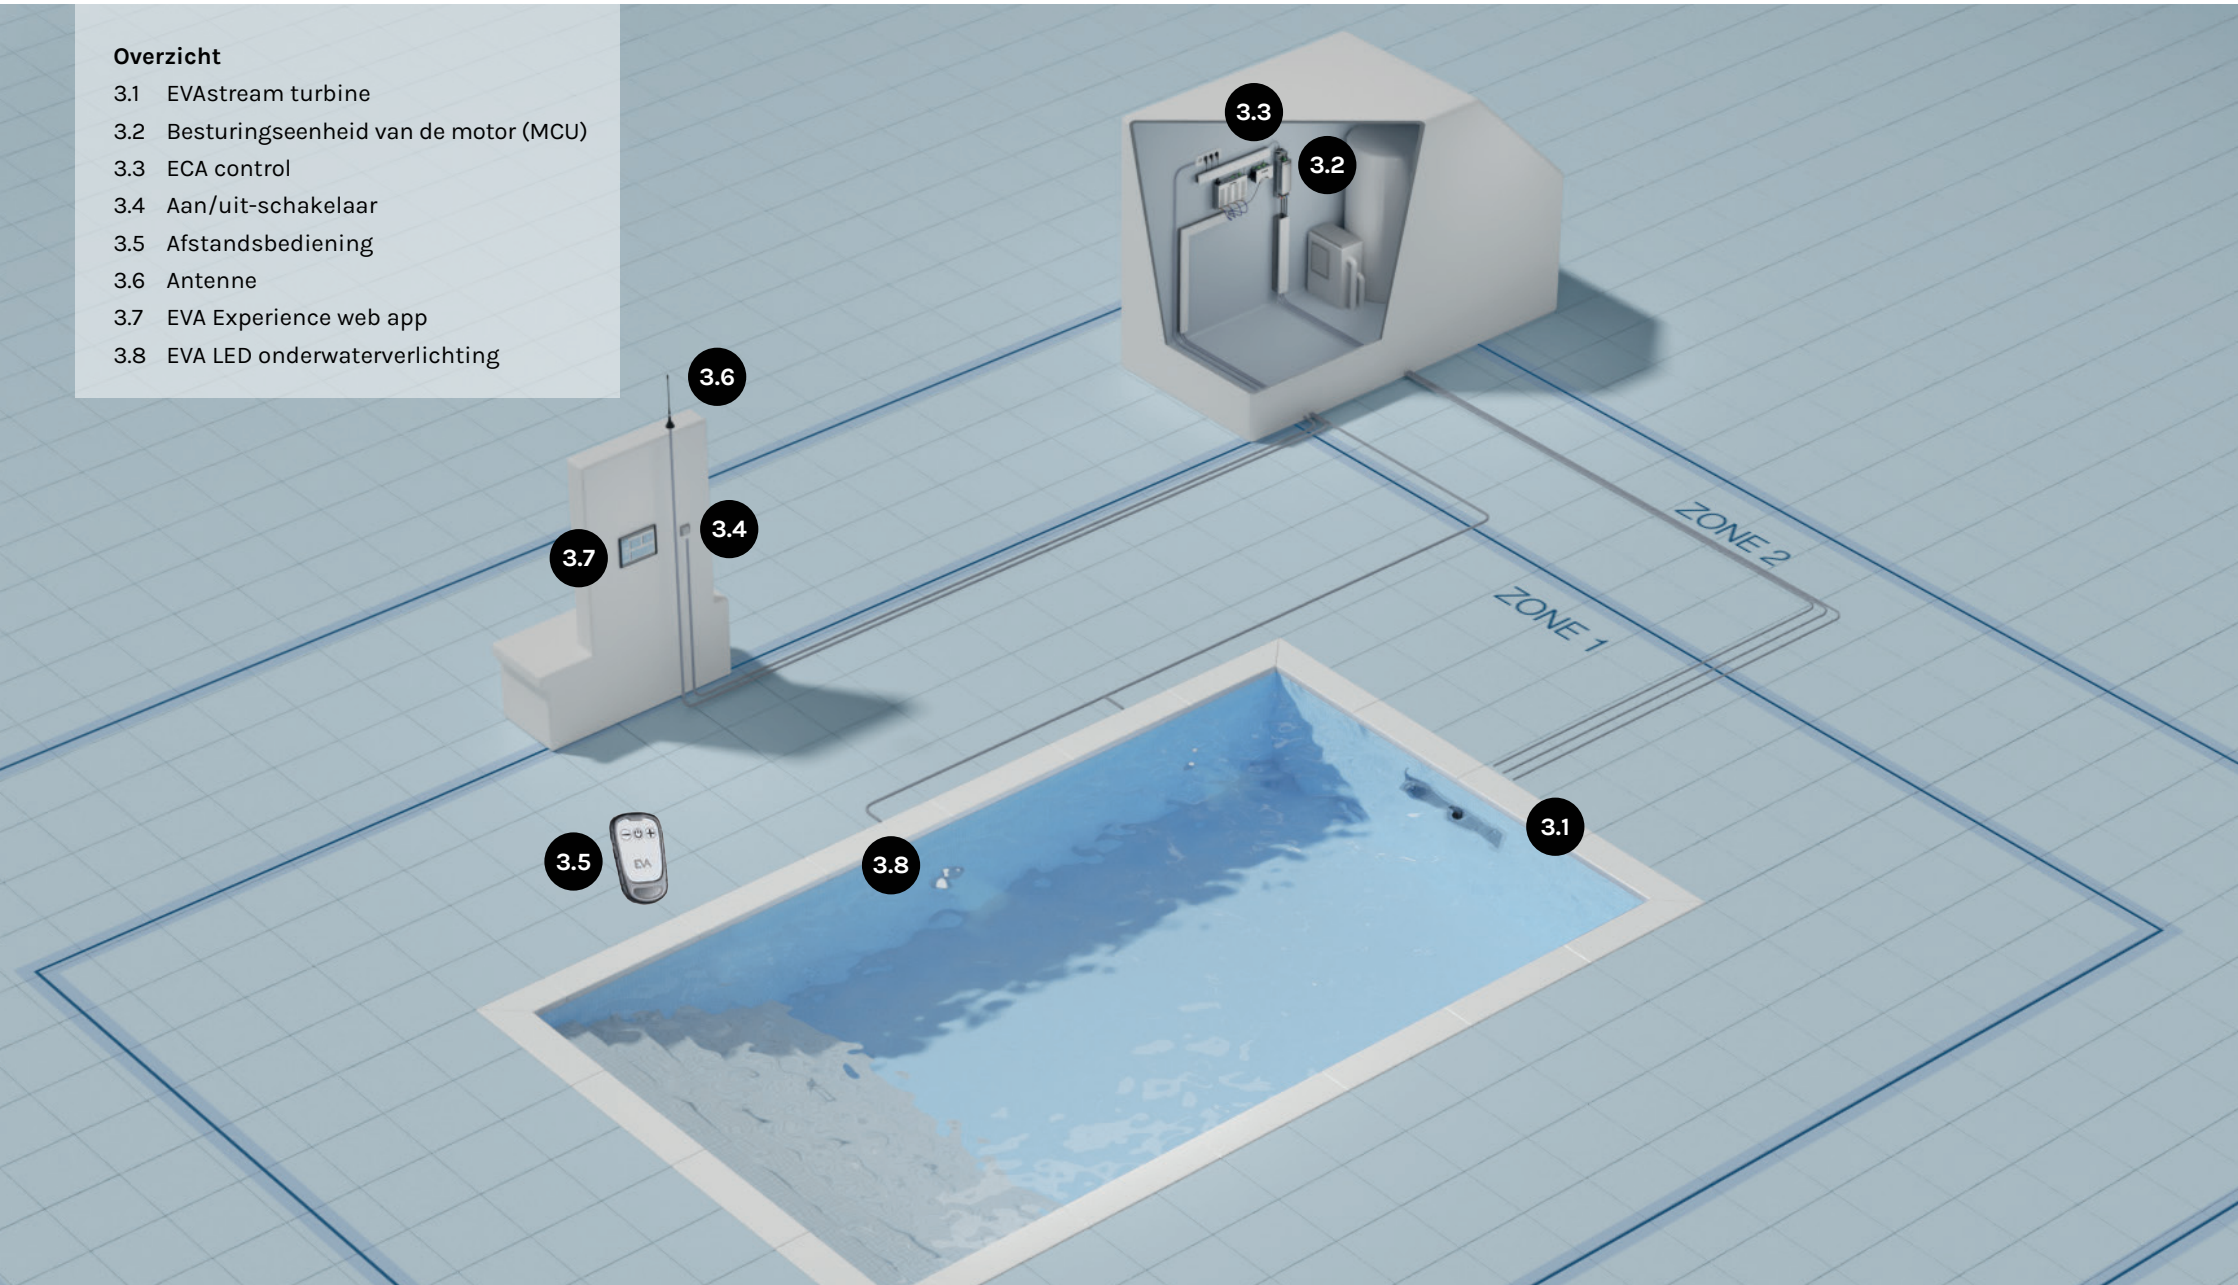 Overzicht
3.1 EVAstream turbine
3.2 Besturingseenheid van de motor (MCU)
3.3 ECA control
3.4 Aan/uit-schakelaar
3.5 Afstandsbediening
3.6 Antenne
3.7 EVA Experience web app
3.8 EVA LED onderwaterverlichting
3.3
3.2
3.6
3.4
3.7
ZONE 2
ZONE 1
3.1
3.5
EVA
3.8